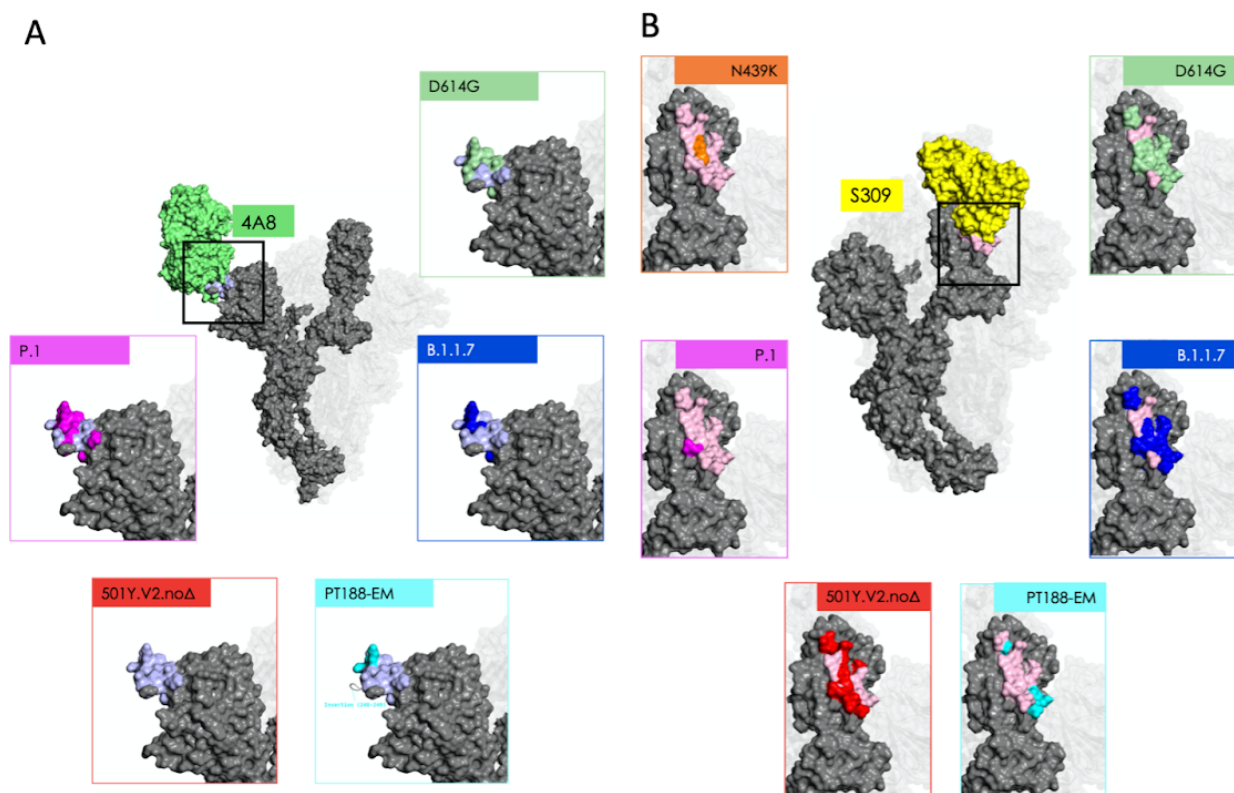 A
B
D614G
N439K
D614G
4A8
S309
P.1
B.1.1.7
P.1
B.1.1.7
501Y.V2.noΔ
PT188-EM
501Y.V2.noΔ
PT188-EM
Insertion